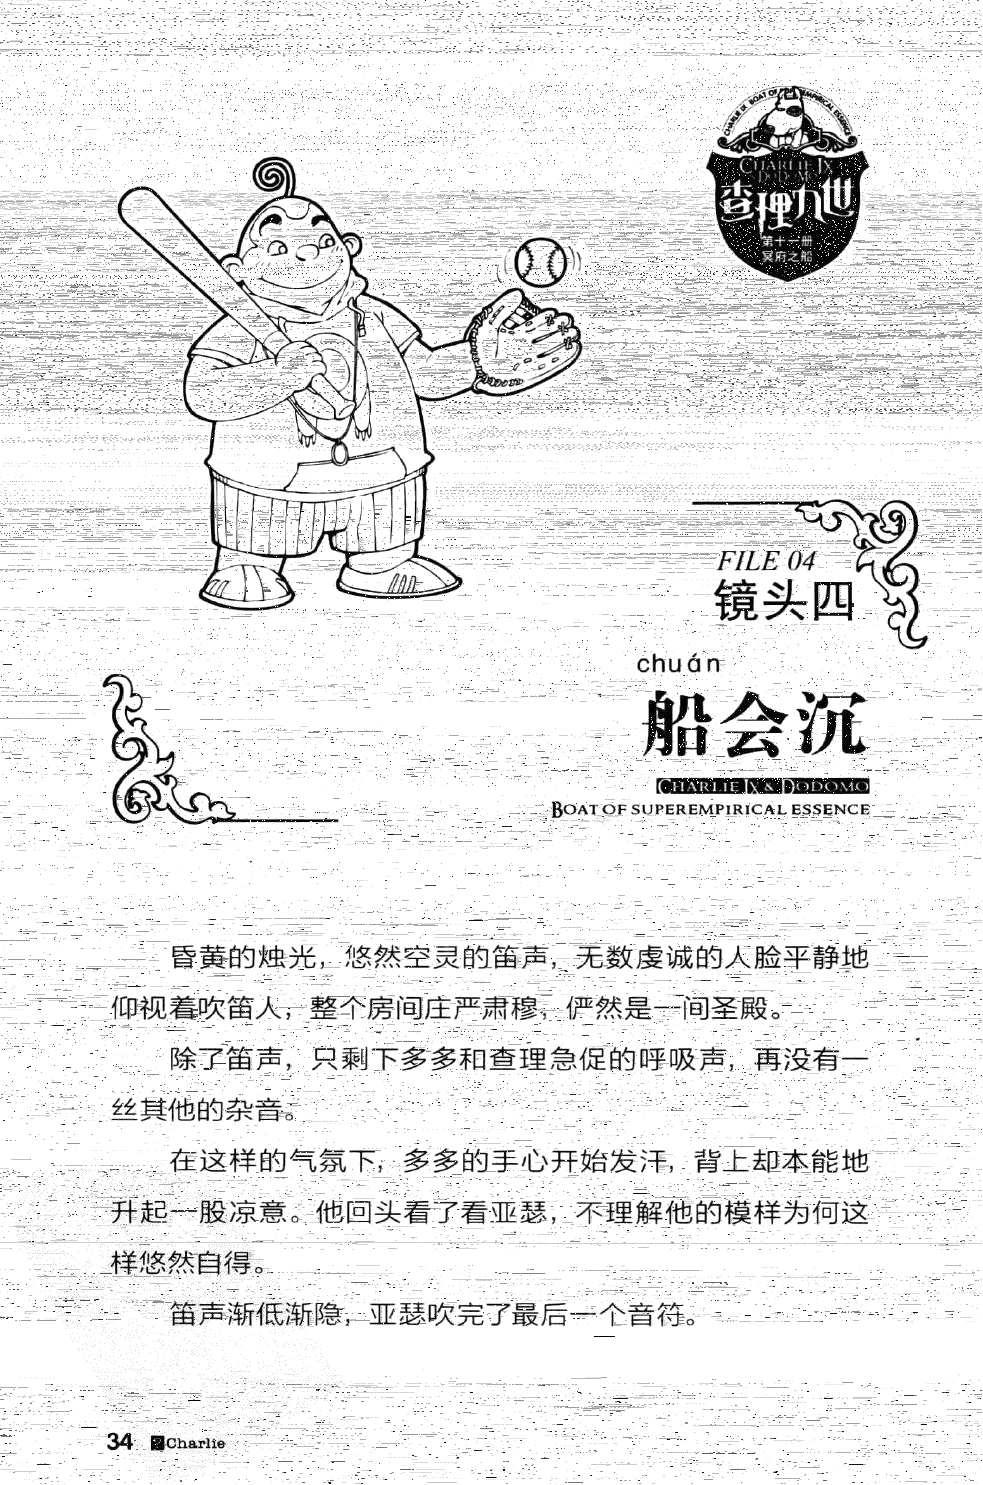 CHARLIE IX BOAT OF SUPEREMPIRICAL ESSENCE
CHARLIE IX
DODOMO
查理九世
第十一册
冥府之船
FILE 04
镜头四
chuán
船会沉
CHARLIE IX & DODOMO
BOAT OF SUPEREMPIRICAL ESSENCE
昏黄的烛光，悠然空灵的笛声，无数虔诚的人脸平静地
仰视着吹笛人，整个房间庄严肃穆，俨然是一间圣殿。
除了笛声，只剩下多多和查理急促的呼吸声，再没有一
丝其他的杂音。
在这样的气氛下，多多的手心开始发汗，背上却本能地
升起一股凉意。他回头看了看亚瑟，不理解他的模样为何这
样悠然自得。
笛声渐低渐隐，亚瑟吹完了最后一个音符。
34 Charlie